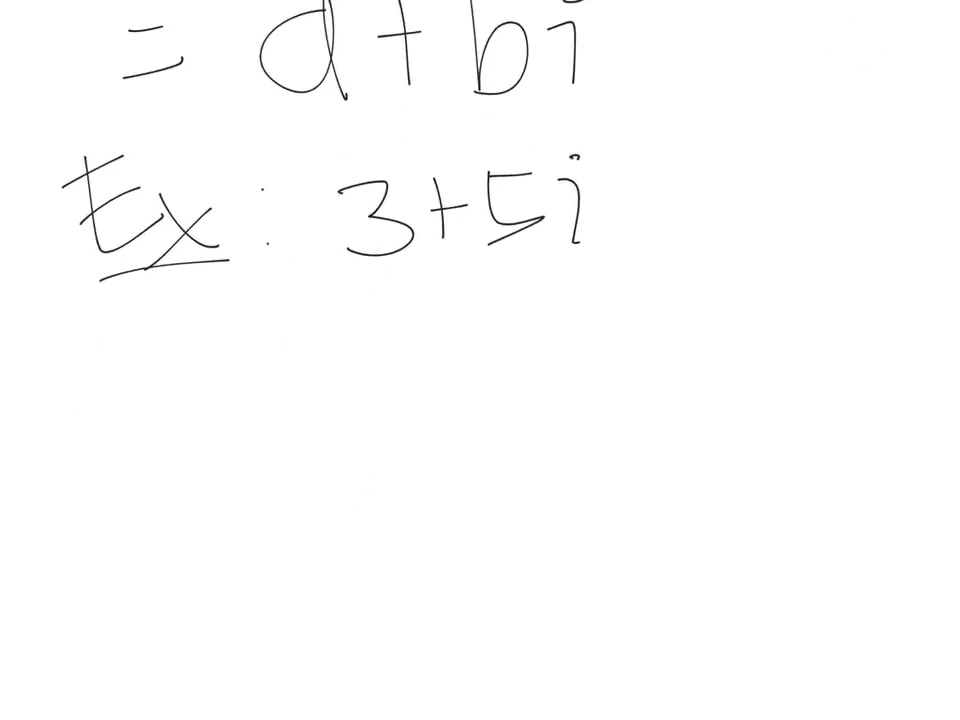 = a + bi
Ex: 3+5i